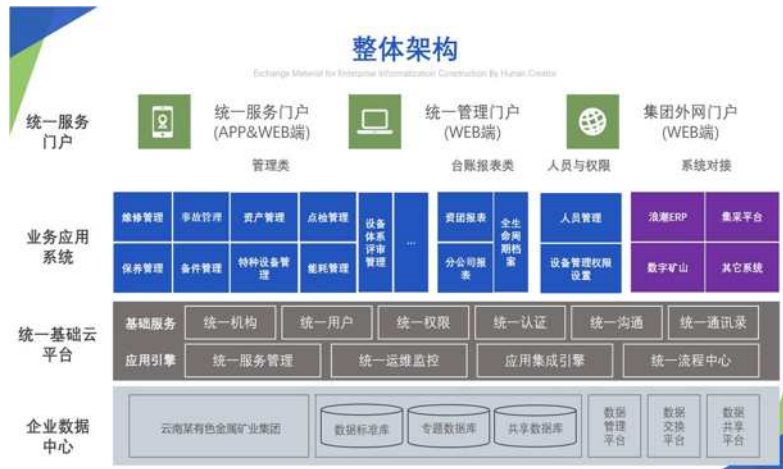 整体架构
Exchange Material for Enterprise Informatization Construction By Hunan Creator
统一服务
门户
统一服务门户
(APP&WEB端)
统一管理门户
(WEB端)
集团外网门户
(WEB端)
管理类
台账报表类
人员与权限
系统对接
业务应用
系统
维修管理
事故管理
资产管理
点检管理
设备
体系
评审
管理
...
资团报表
全生
命周
期档
案
人员管理
浪潮ERP
集采平台
保养管理
备件管理
特种设备管
理
能耗管理
分公司报
表
设备管理权限
设置
数字矿山
其它系统
统一基础云
平台
基础服务
统一机构
统一用户
统一权限
统一认证
统一沟通
统一通讯录
应用引擎
统一服务管理
统一运维监控
应用集成引擎
统一流程中心
企业数据
中心
云南某有色金属矿业集团
数据标准库
专题数据库
共享数据库
数据
管理
平台
数据
交换
平台
数据
共享
平台